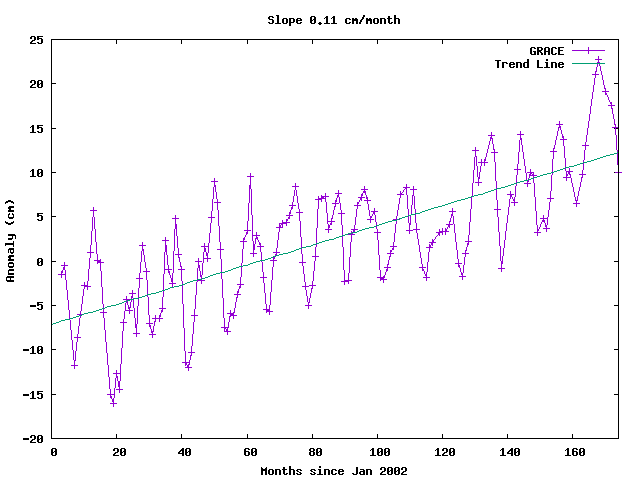 Slope 0.11 cm/month
GRACE
Trend Line
25
20
15
10
5
0
-5
-10
-15
-20
Anomaly (cm)
0 20 40 60 80 100 120 140 160
Months since Jan 2002